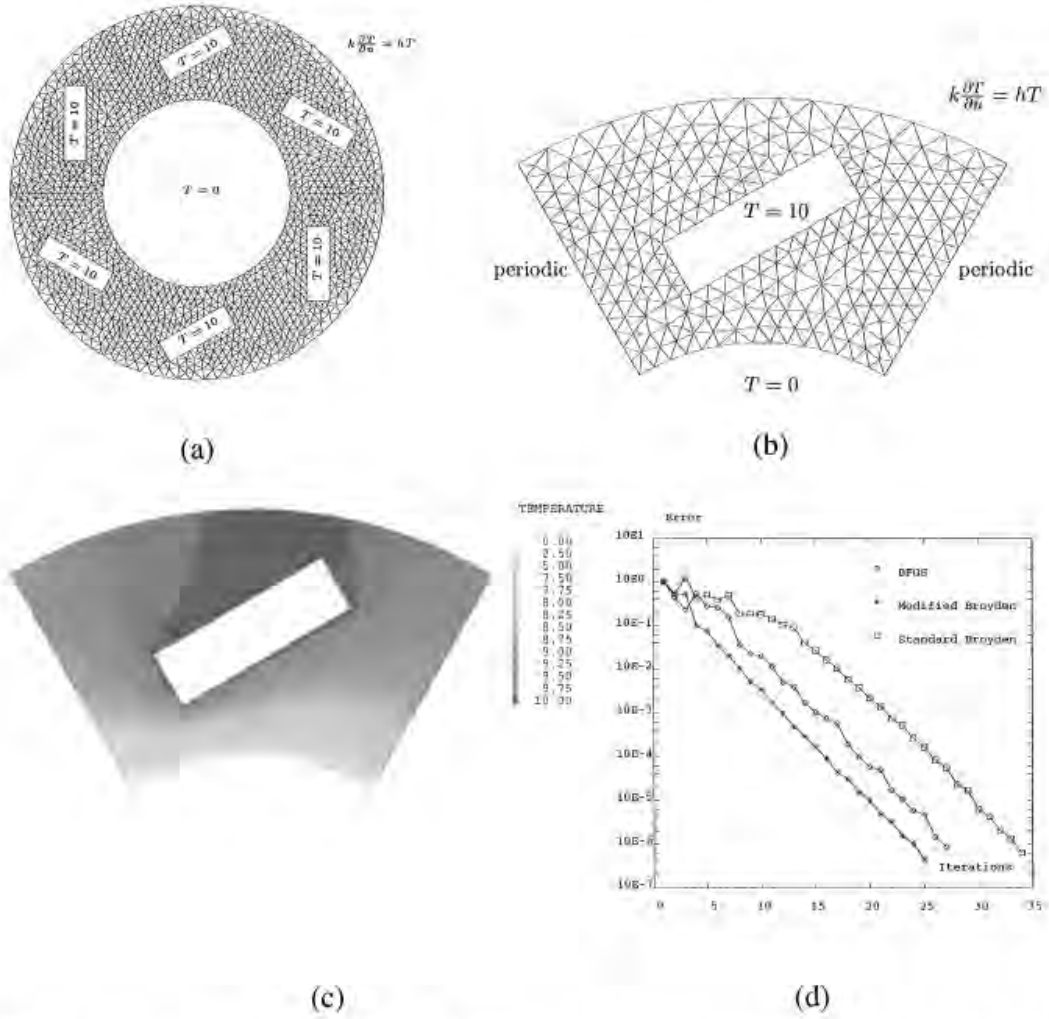 k∂T/∂u = hT
T = 10
T = 10
T = 10
T = 0
T = 10
T = 10
T = 10
(a)
k∂T/∂u = hT
T = 10
periodic
periodic
T = 0
(b)
TEMPERATURE
0.00
2.50
5.00
7.50
7.75
8.00
8.25
8.50
8.75
9.00
9.25
9.50
9.75
10.00
(c)
Error
10E1
10E0
10E-1
10E-2
10E-3
10E-4
10E-5
10E-6
10E-7
BFGS
Modified Broyden
Standard Broyden
Iterations
0 5 10 15 20 25 30 35
(d)